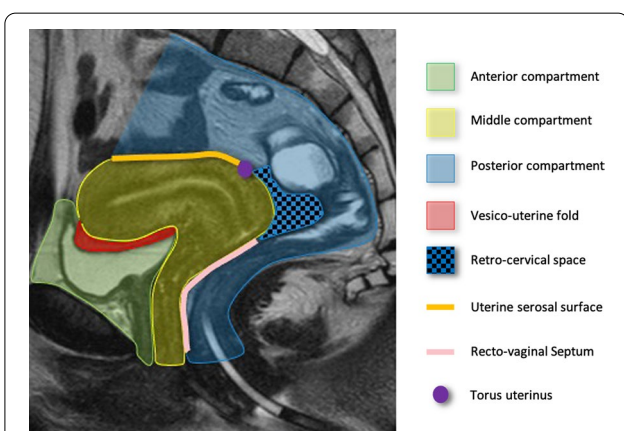 Anterior compartment
Middle compartment
Posterior compartment
Vesico-uterine fold
Retro-cervical space
Uterine serosal surface
Recto-vaginal Septum
Torus uterinus